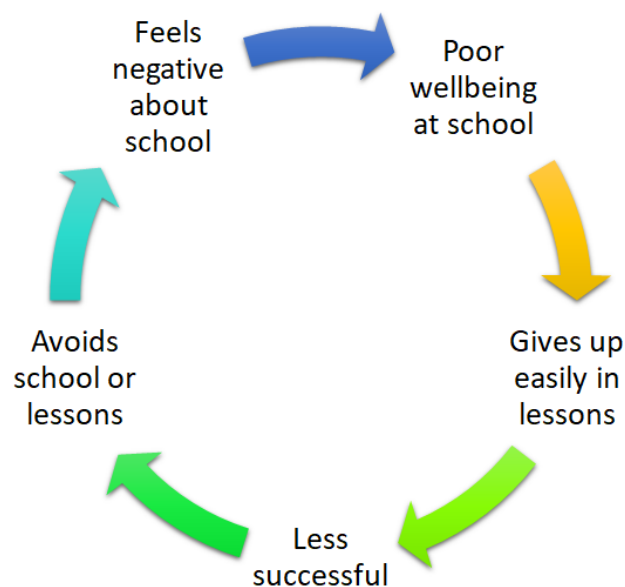 Feels
negative
about
school
Poor
wellbeing
at school
Gives up
easily in
lessons
Less
successful
Avoids
school or
lessons